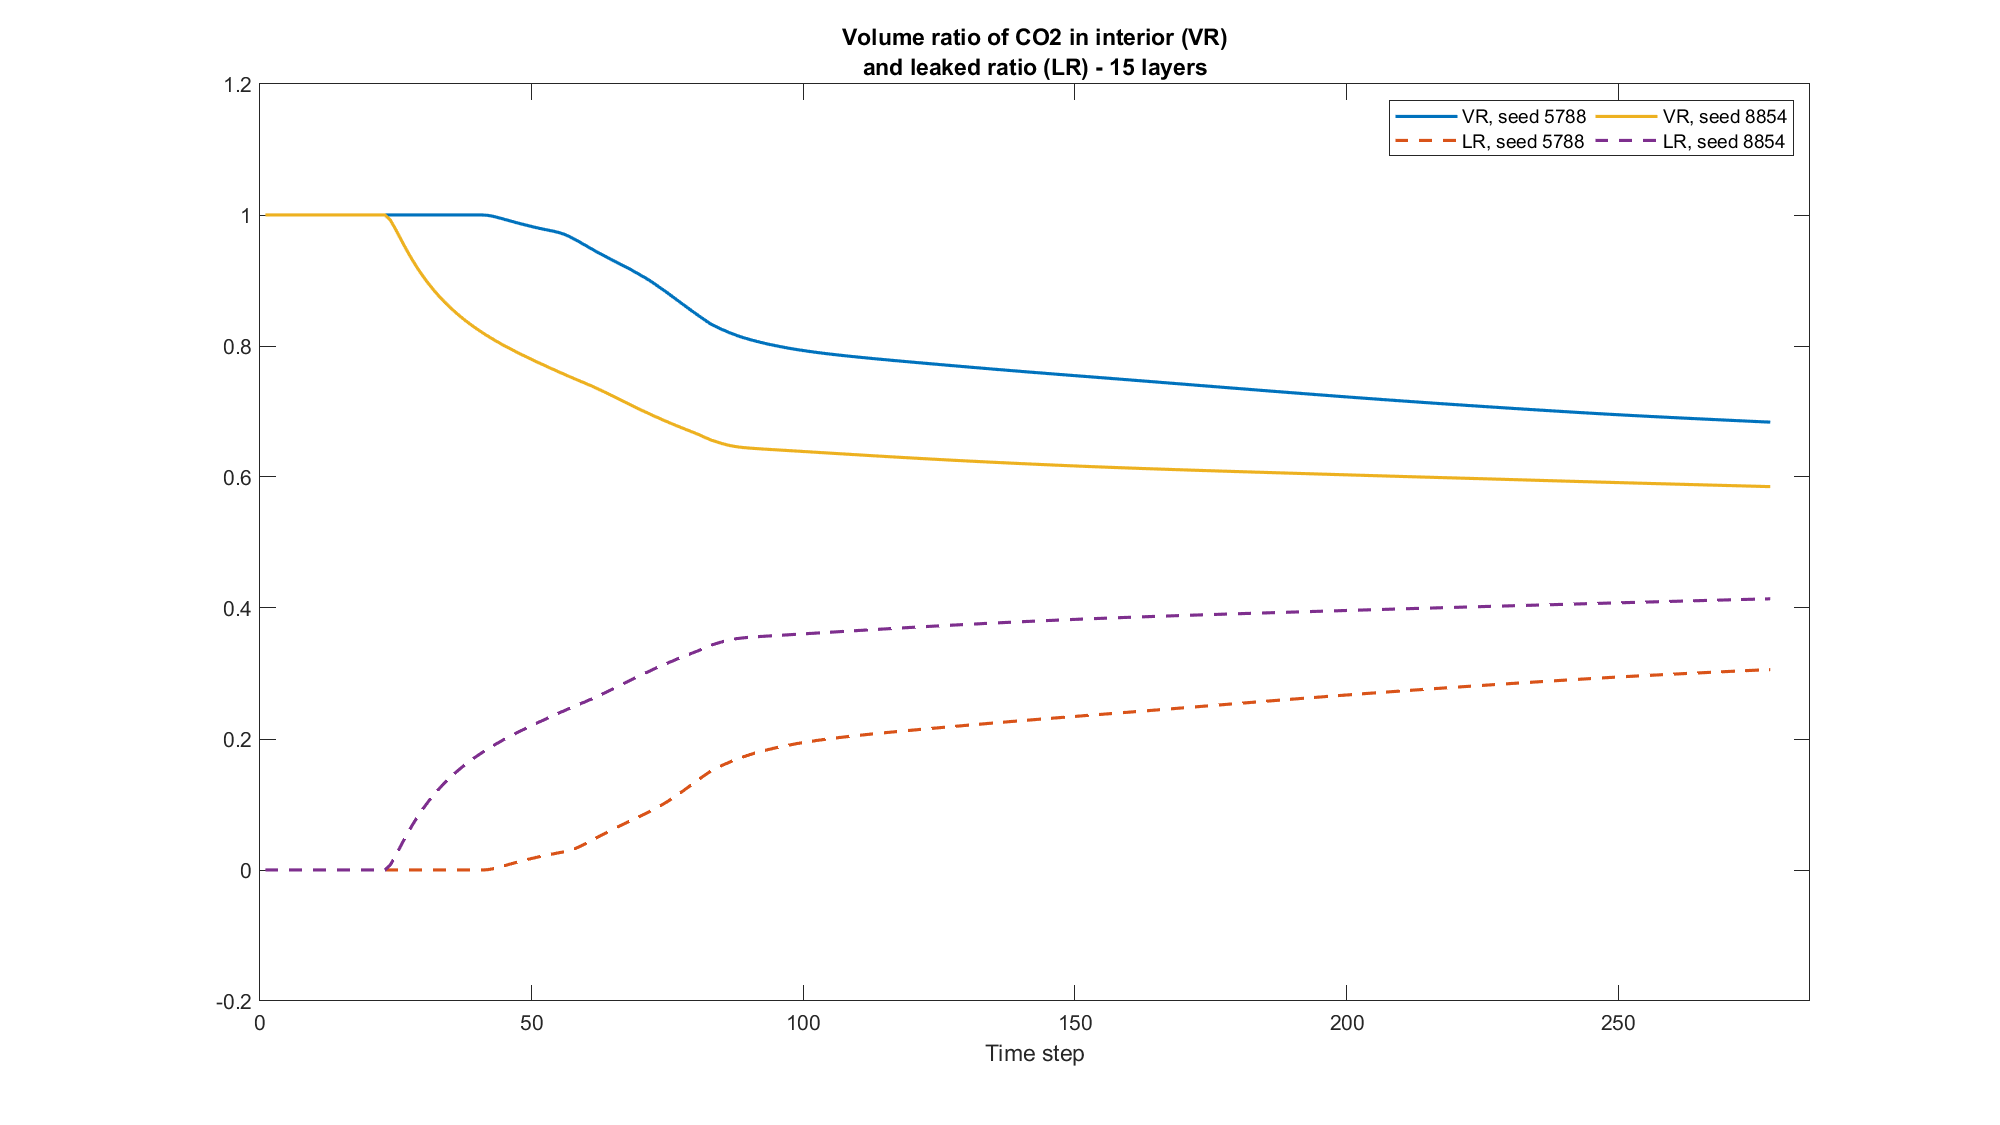 Volume ratio of CO2 in interior (VR)
and leaked ratio (LR) - 15 layers
VR, seed 5788 VR, seed 8854
LR, seed 5788 LR, seed 8854
1.2
1
0.8
0.6
0.4
0.2
0
-0.2
0 50 100 150 200 250
Time step